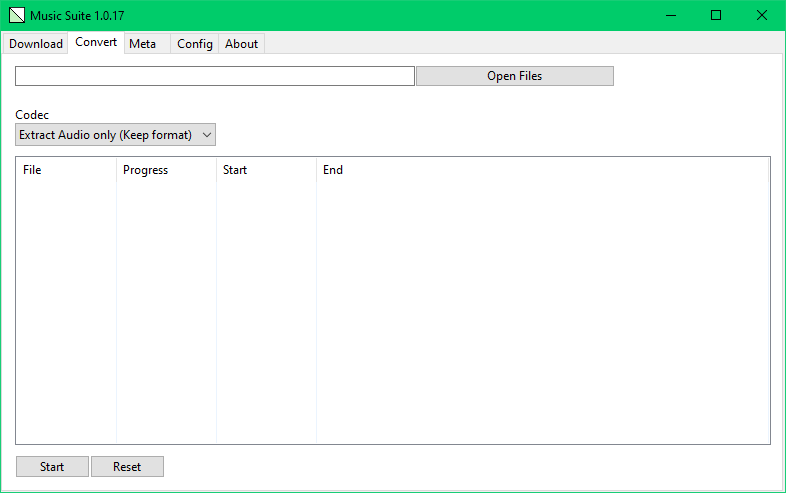 Music Suite 1.0.17
Download Convert Meta Config About
Open Files
Codec
Extract Audio only (Keep format)
File Progress Start End
Start Reset